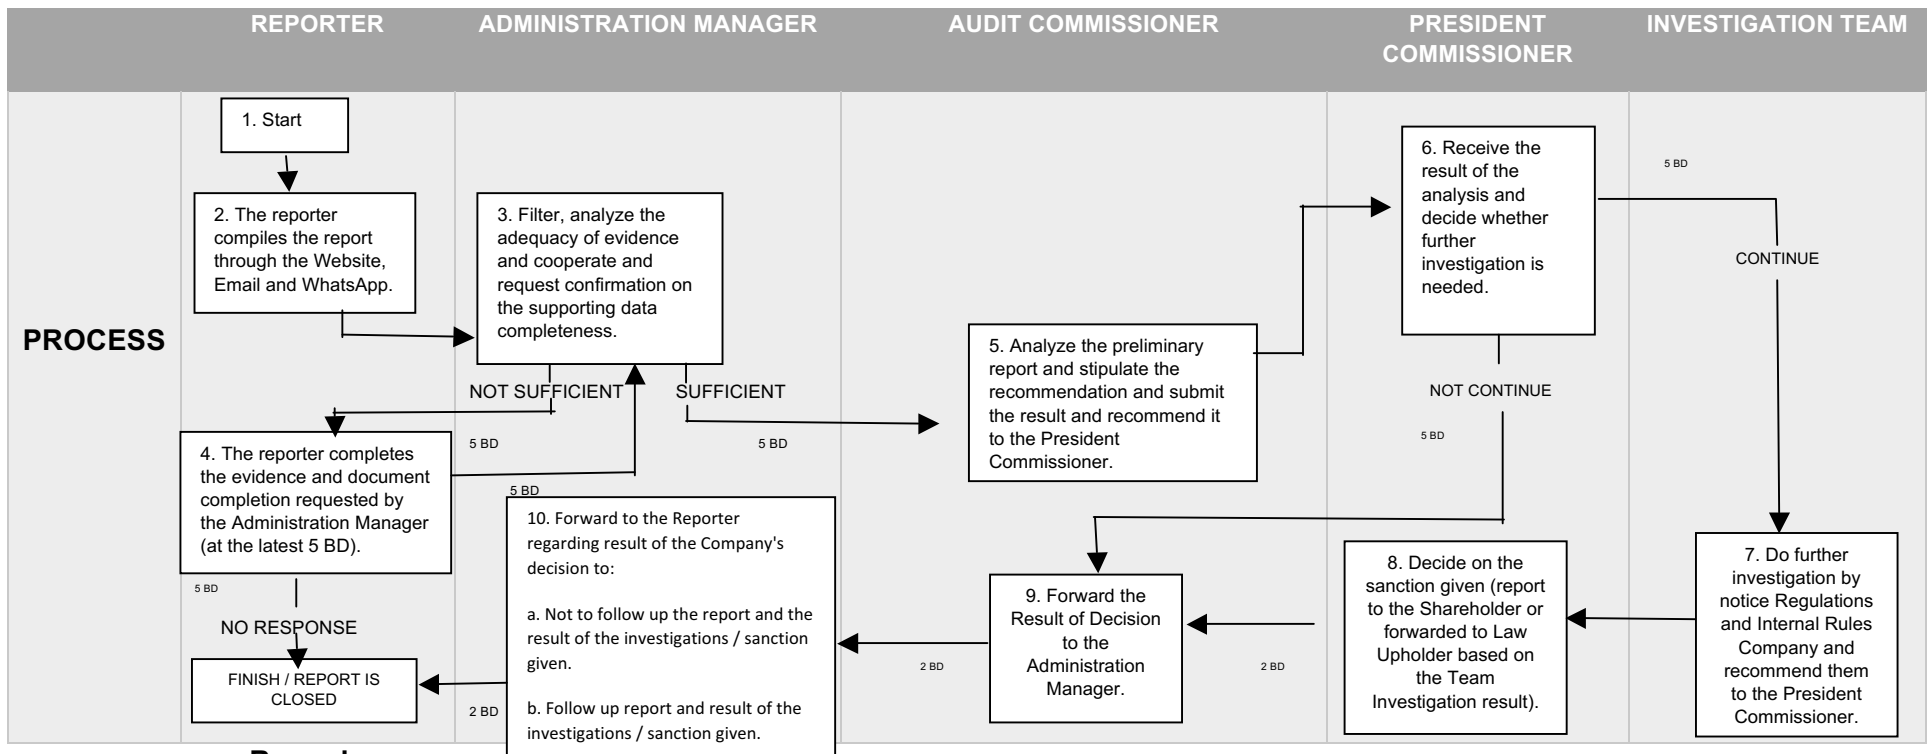 REPORTER
ADMINISTRATION MANAGER
AUDIT COMMISSIONER
PRESIDENT
COMMISSIONER
INVESTIGATION TEAM
PROCESS
1. Start
2. The reporter
compiles the report
through the Website,
Email and WhatsApp.
3. Filter, analyze the
adequacy of evidence
and cooperate and
request confirmation on
the supporting data
completeness.
NOT SUFFICIENT
SUFFICIENT
5 BD
5 BD
4. The reporter completes
the evidence and document
completion requested by
the Administration Manager
(at the latest 5 BD).
5 BD
5 BD
NO RESPONSE
FINISH / REPORT IS
CLOSED
5. Analyze the preliminary
report and stipulate the
recommendation and submit
the result and recommend it
to the President
Commissioner.
6. Receive the
result of the
analysis and
decide whether
further
investigation is
needed.
5 BD
CONTINUE
NOT CONTINUE
5 BD
7. Do further
investigation by
notice Regulations
and Internal Rules
Company and
recommend them
to the President
Commissioner.
8. Decide on the
sanction given (report
to the Shareholder or
forwarded to Law
Upholder based on
the Team
Investigation result).
2 BD
9. Forward the
Result of Decision
to the
Administration
Manager.
2 BD
10. Forward to the Reporter
regarding result of the Company's
decision to:
a. Not to follow up the report and the
result of the investigations / sanction
given.
b. Follow up report and result of the
investigations / sanction given.
2 BD